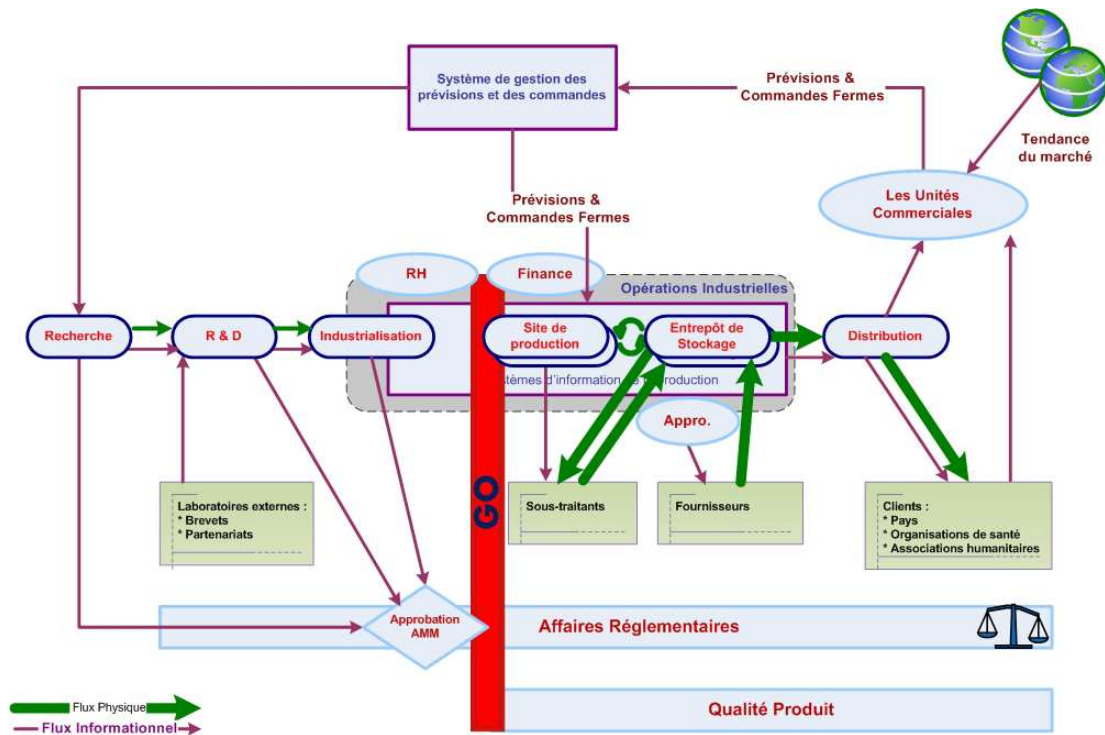 Système de gestion des
prévisions et des commandes
Prévisions &
Commandes Fermes
Tendance
du marché
Les Unités
Commerciales
Prévisions &
Commandes Fermes
RH
Finance
Opérations Industrielles
Recherche
R & D
Industrialisation
Site de
production
Entrepôt de
Stockage
Distribution
d'information
production
Appro.
GO
Laboratoires externes :
* Brevets
* Partenariats
Sous-traitants
Fournisseurs
Clients :
* Pays
* Organisations de santé
* Associations humanitaires
Approbation
AMM
Affaires Réglementaires
Flux Physique
Flux Informationnel
Qualité Produit